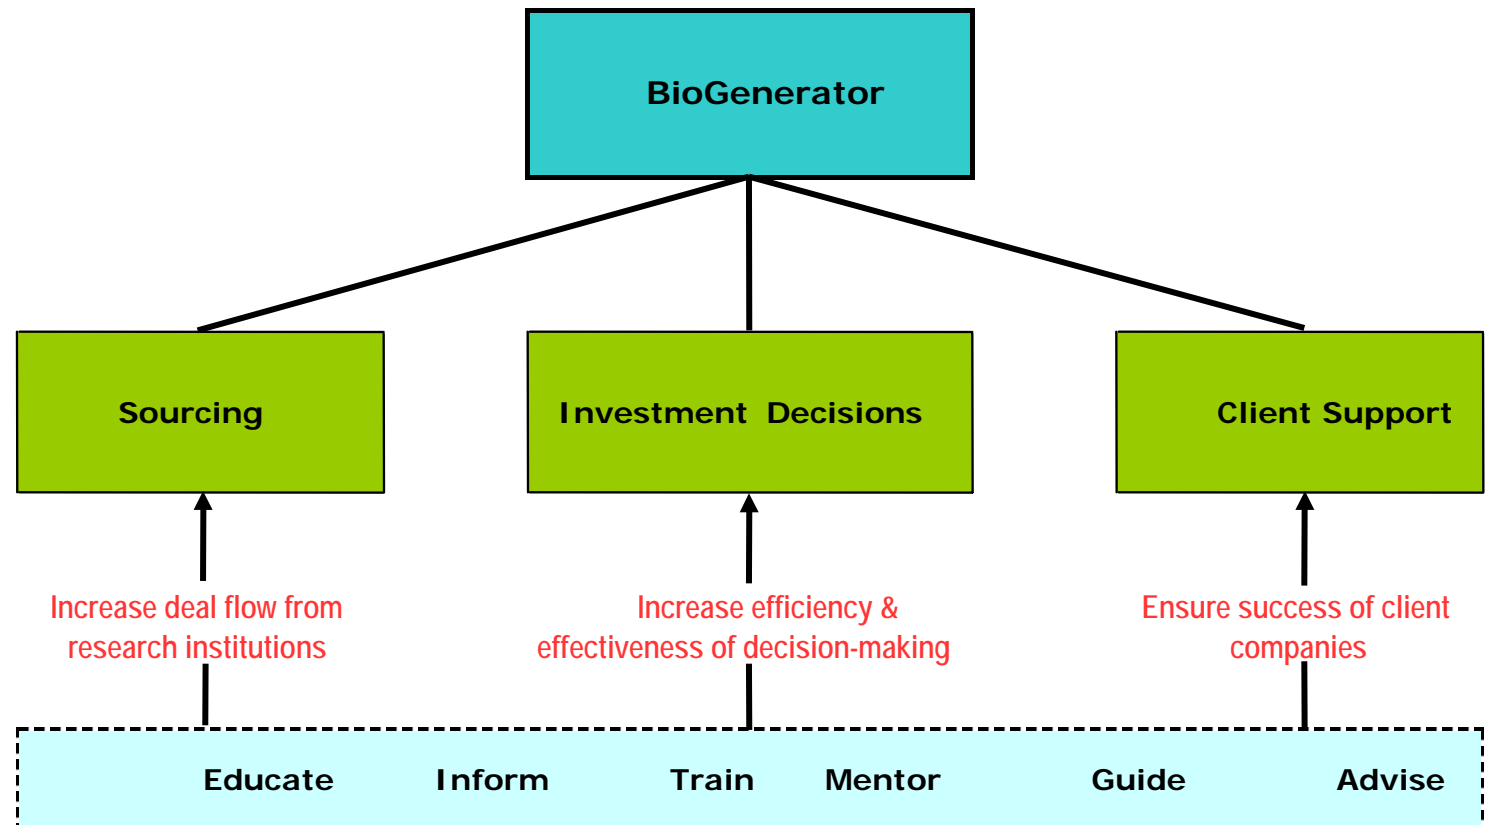 BioGenerator
Sourcing
Investment Decisions
Client Support
Increase deal flow from
research institutions
Increase efficiency &
effectiveness of decision-making
Ensure success of client
companies
Educate Inform Train Mentor Guide Advise